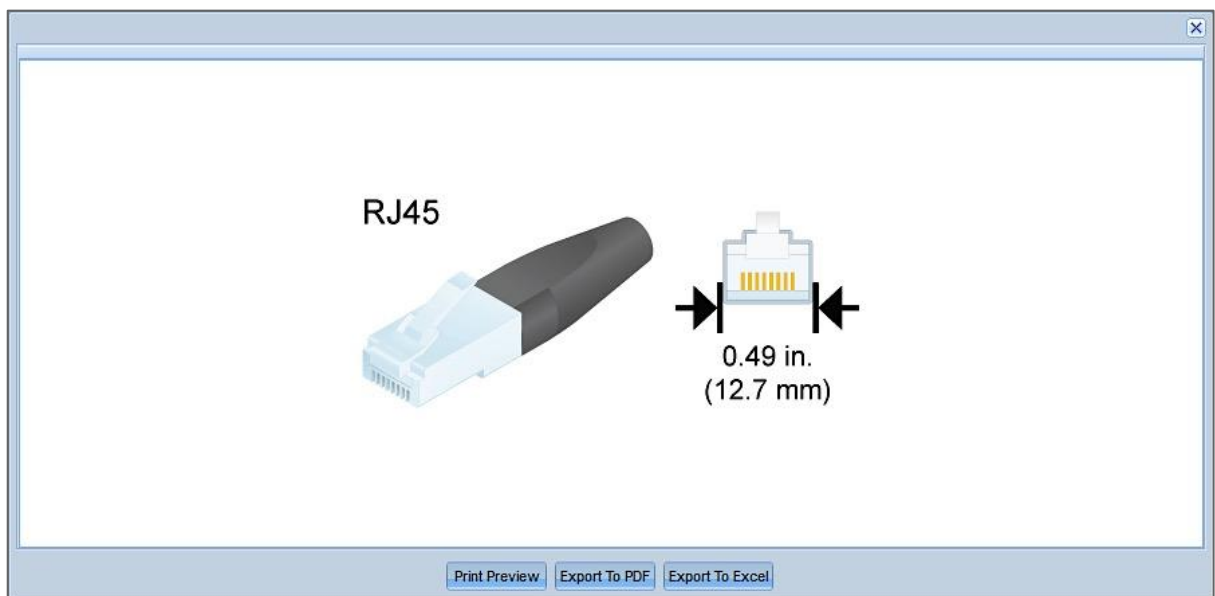 RJ45
0.49 in.
(12.7 mm)
Print Preview Export To PDF Export To Excel